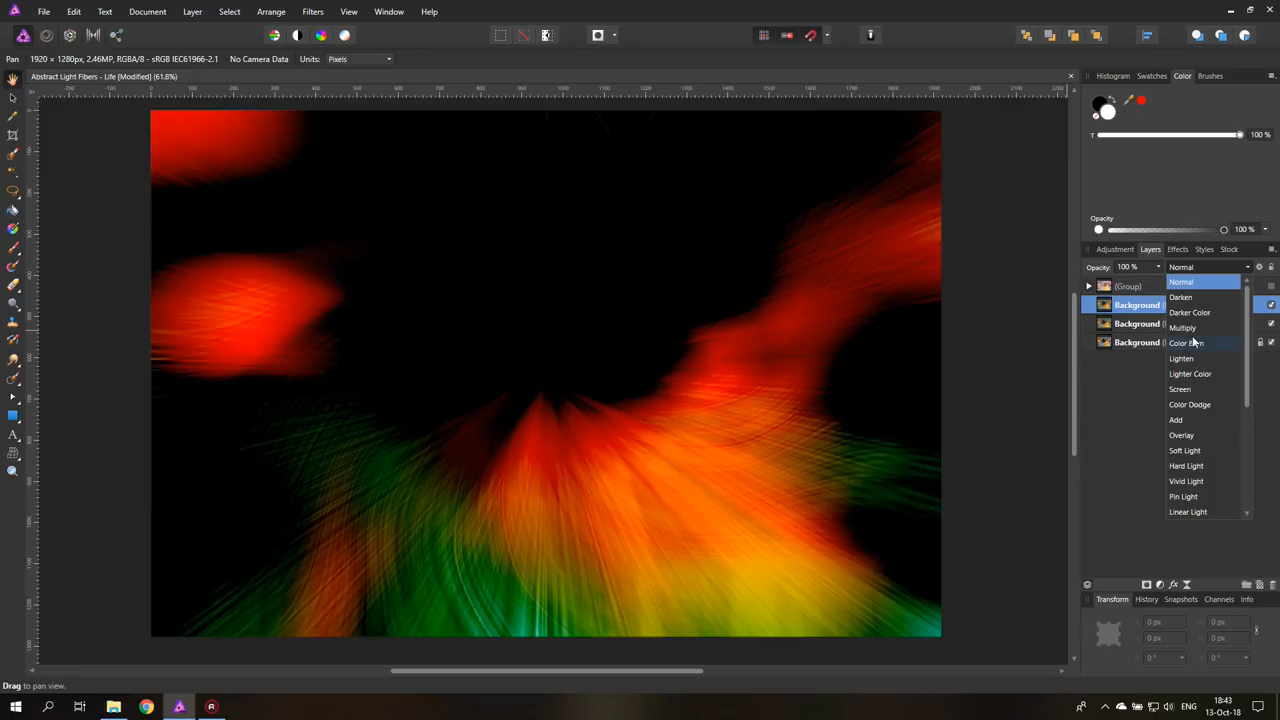 File Edit Text Document Layer Select Arrange Filters View Window Help
Pan 1920 × 1280px, 2.46MP, RGBA/8 - sRGB IEC61966-2.1 No Camera Data Units: Pixels
Abstract Light Fibers - Life [Modified] (61.8%)
Histogram Swatches Color Brushes
T 100 %
Opacity
100 %
Adjustment Layers Effects Styles Stock
Opacity: 100 % Normal
(Group)
Background
Background
Background
Normal
Darken
Darker Color
Multiply
Lighten
Lighter Color
Screen
Color Dodge
Add
Overlay
Soft Light
Hard Light
Vivid Light
Pin Light
Linear Light
Transform History Snapshots Channels Info
0 px 0 px
0 px 0 px
0 ° 0 °
Drag to pan view.
ENG
18:43
13-Oct-18